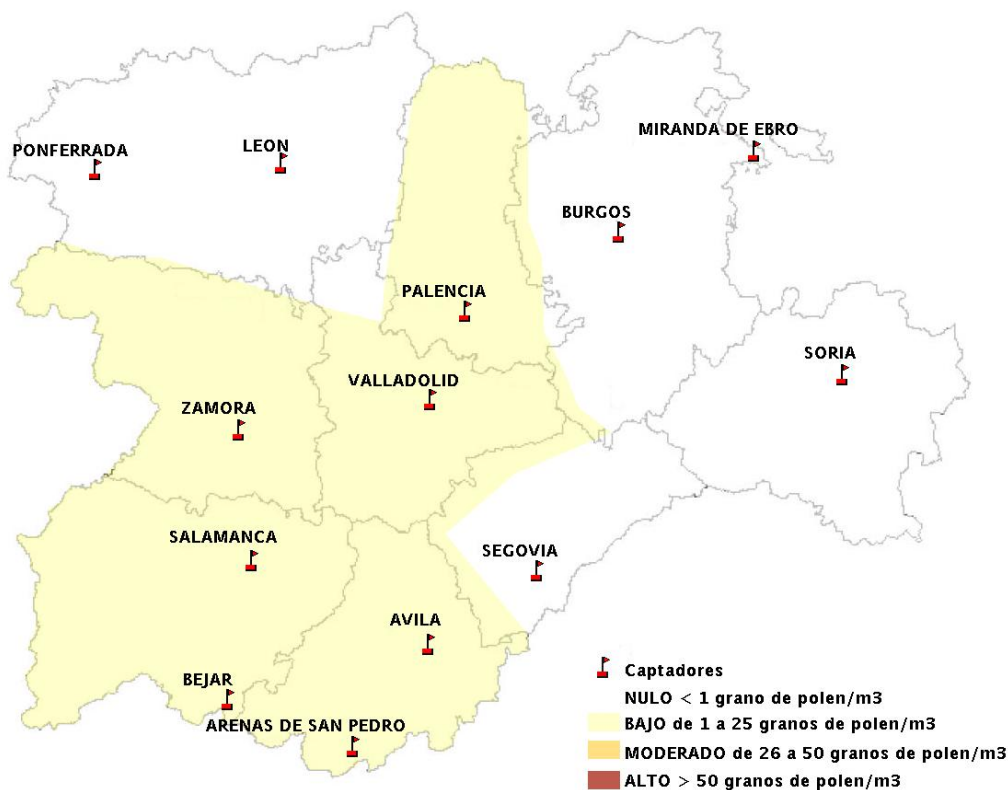 MIRANDA DE EBRO
PONFERRADA
LEON
BURGOS
PALENCIA
SORIA
VALLADOLID
ZAMORA
SALAMANCA
SEGOVIA
AVILA
BEJAR
ARENAS DE SAN PEDRO
Captadores
NULO < 1 grano de polen/m3
BAJO de 1 a 25 granos de polen/m3
MODERADO de 26 a 50 granos de polen/m3
ALTO > 50 granos de polen/m3